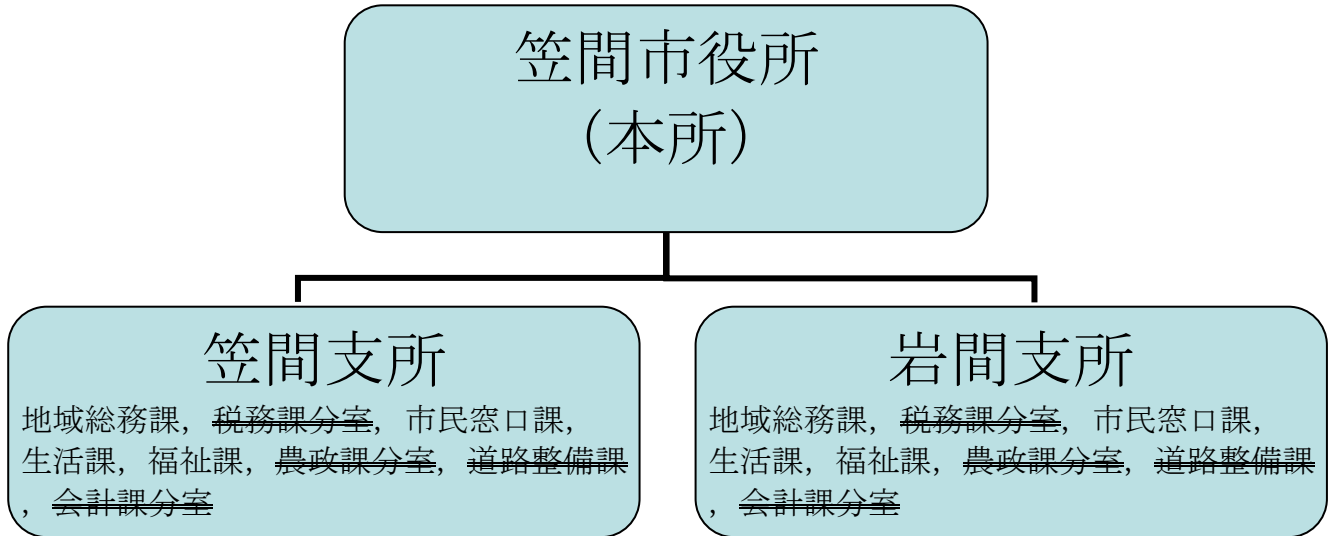 笠間市役所
(本所)
笠間支所
地域総務課，税務課分室，市民窓口課，
生活課，福祉課，農政課分室，道路整備課
，会計課分室
岩間支所
地域総務課，税務課分室，市民窓口課，
生活課，福祉課，農政課分室，道路整備課
，会計課分室